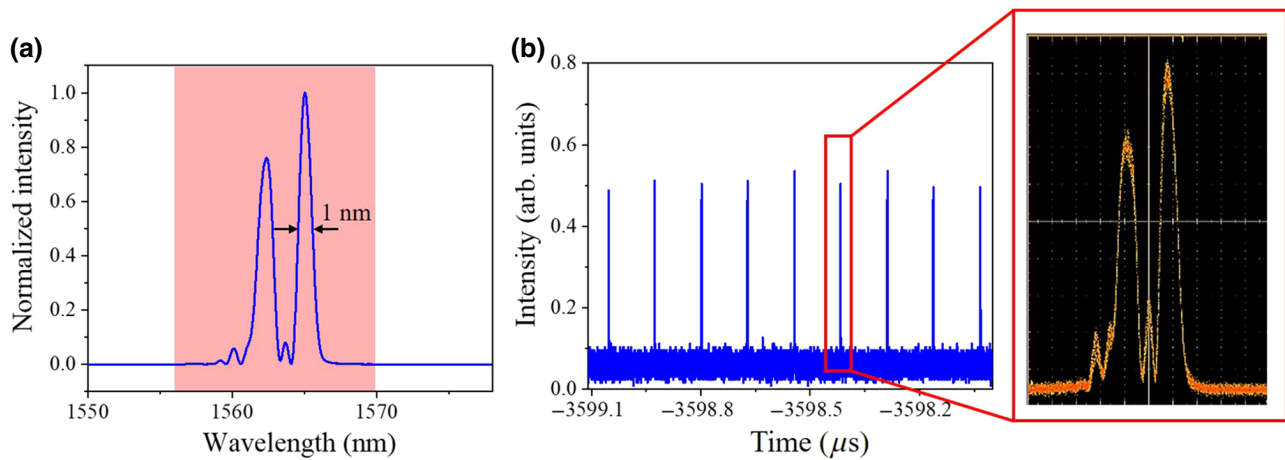 (a)
Normalized intensity
1.0
0.8
0.6
0.4
0.2
0.0
1 nm
1550
1560
1570
Wavelength (nm)
(b)
Intensity (arb. units)
0.8
0.6
0.4
0.2
0.0
−3599.1
−3598.8
−3598.5
−3598.2
Time (μs)